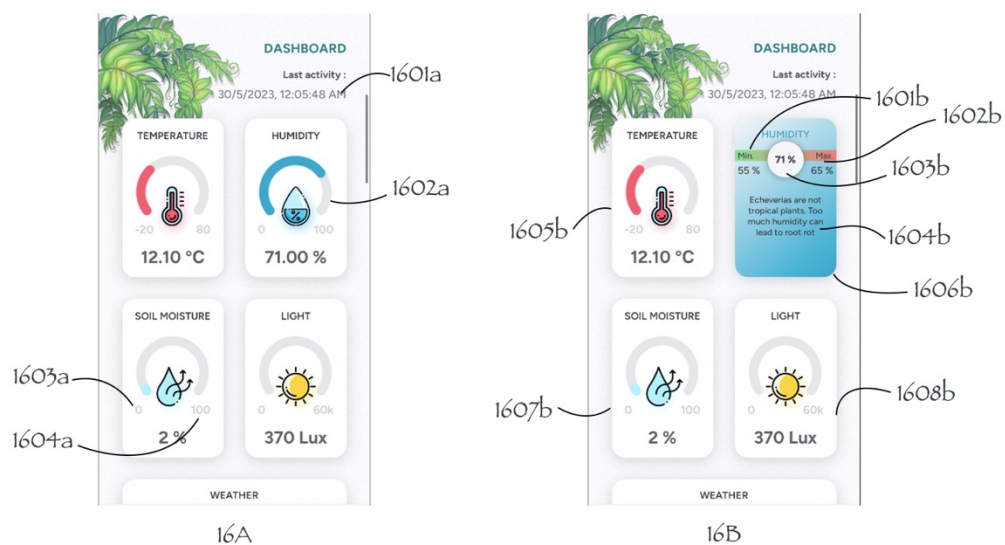 DASHBOARD
Last activity :
30/5/2023, 12:05:48 AM
1601a
TEMPERATURE
HUMIDITY
1602a
-20 80
0 100
12.10 °C
71.00 %
SOIL MOISTURE
LIGHT
1603a
0 100
0 60k
1604a
2 %
370 Lux
WEATHER
16A
DASHBOARD
Last activity :
30/5/2023, 12:05:48 AM
1601b
1602b
TEMPERATURE
HUMIDITY
Min. 71 % Max.
55 % 65 %
1603b
Echeverias are not
tropical plants. Too
much humidity can
lead to root rot
1604b
1605b
-20 80
12.10 °C
1606b
SOIL MOISTURE
LIGHT
1607b
0 100
0 60k
1608b
2 %
370 Lux
WEATHER
16B